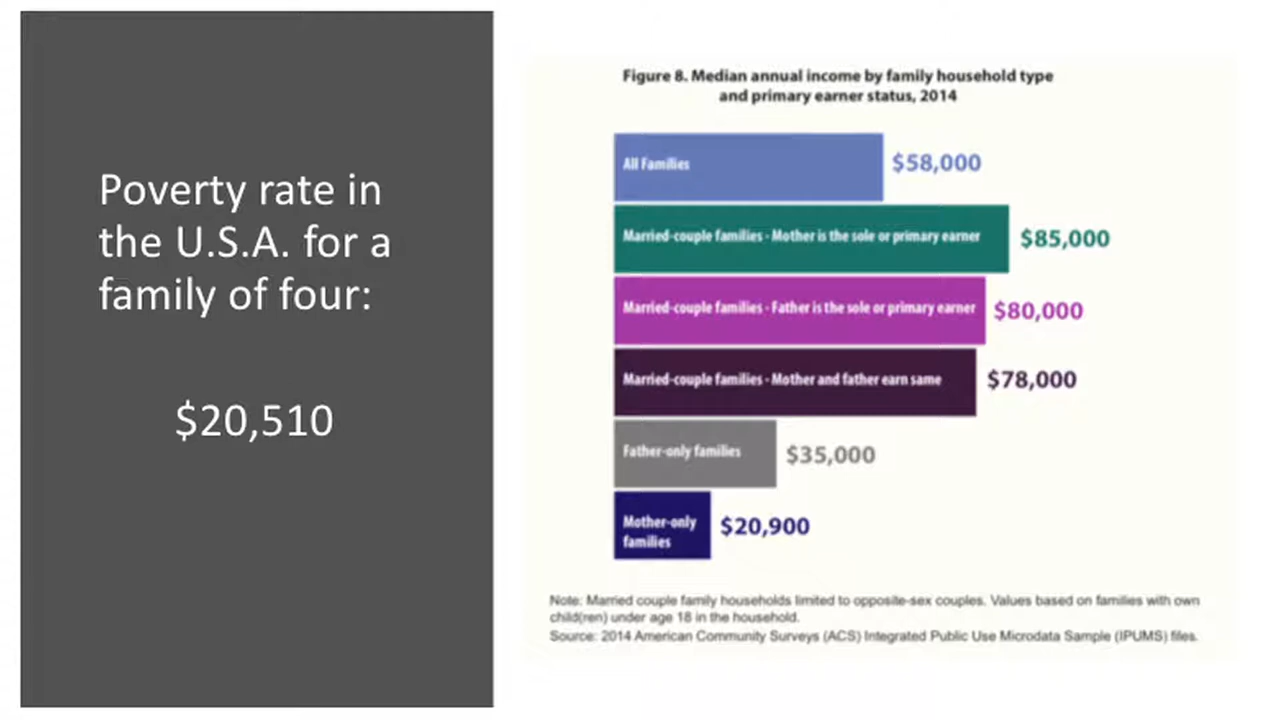 Poverty rate in
the U.S.A. for a
family of four:
$20,510
Figure 8. Median annual income by family household type
and primary earner status, 2014
All Families
$58,000
Married-couple families - Mother is the sole or primary earner
$85,000
Married-couple families - Father is the sole or primary earner
$80,000
Married-couple families - Mother and father earn same
$78,000
Father-only families
$35,000
Mother-only
families
$20,900
Note: Married couple family households limited to opposite-sex couples. Values based on families with own
child(ren) under age 18 in the household.
Source: 2014 American Community Surveys (ACS) Integrated Public Use Microdata Sample (IPUMS) files.